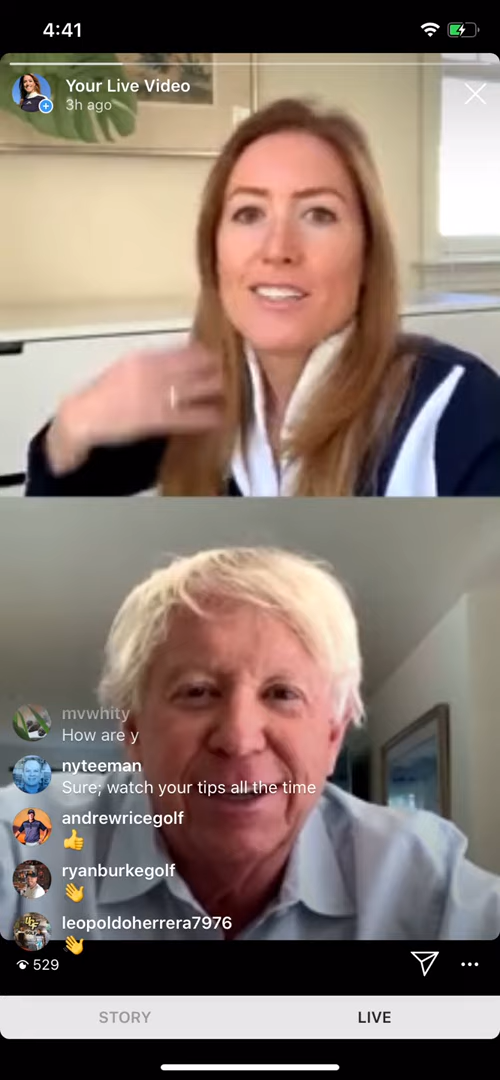 4:41
Your Live Video
3h ago
mvwhity
How are y
nyteeman
Sure; watch your tips all the time
andrewricegolf
👍
ryanburkegolf
👋
leopoldoherrera7976
👋
529
STORY
LIVE